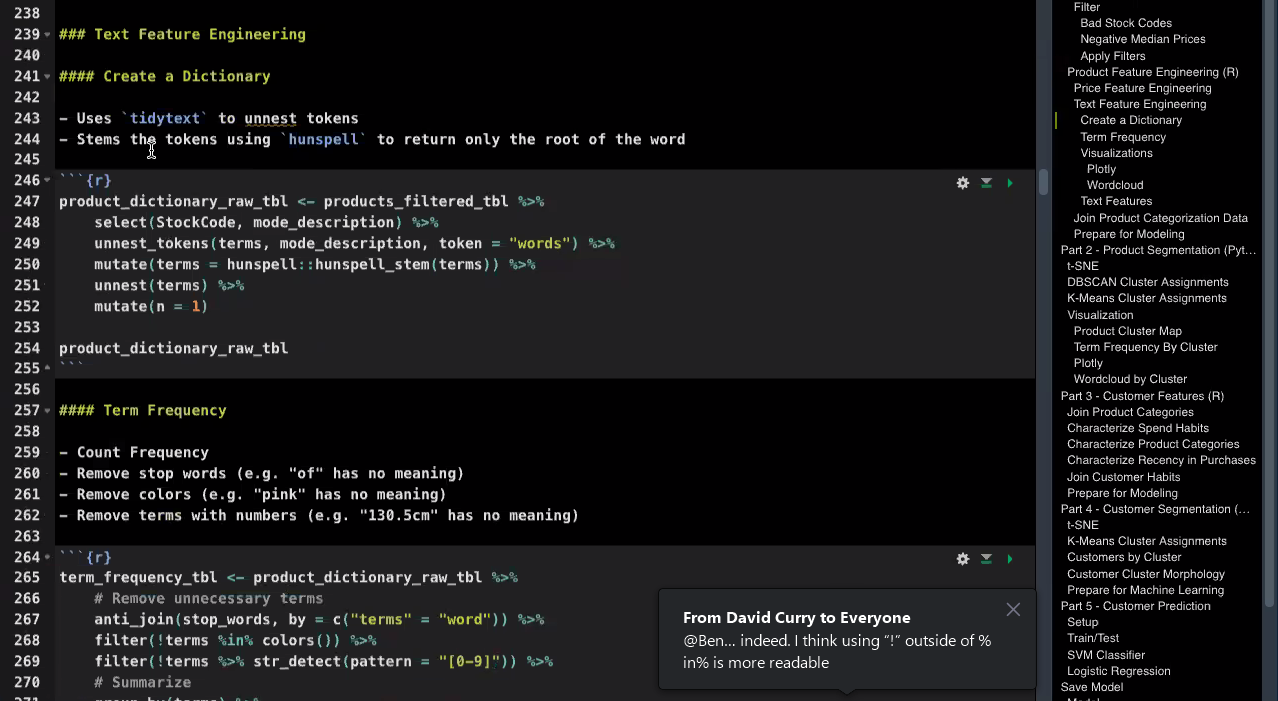 238
239 ### Text Feature Engineering
240
241 #### Create a Dictionary
242
243 – Uses `tidytext` to unnest tokens
244 – Stems the tokens using `hunspell` to return only the root of the word
245
246 ```{r}
247 product_dictionary_raw_tbl <- products_filtered_tbl %>%
248 select(StockCode, mode_description) %>%
249 unnest_tokens(terms, mode_description, token = "words") %>%
250 mutate(terms = hunspell::hunspell_stem(terms)) %>%
251 unnest(terms) %>%
252 mutate(n = 1)
253
254 product_dictionary_raw_tbl
255 ```
256
257 #### Term Frequency
258
259 – Count Frequency
260 – Remove stop words (e.g. "of" has no meaning)
261 – Remove colors (e.g. "pink" has no meaning)
262 – Remove terms with numbers (e.g. "130.5cm" has no meaning)
263
264 ```{r}
265 term_frequency_tbl <- product_dictionary_raw_tbl %>%
266 # Remove unnecessary terms
267 anti_join(stop_words, by = c("terms" = "word")) %>%
268 filter(!terms %in% colors()) %>%
269 filter(!terms %>% str_detect(pattern = "[0-9]")) %>%
270 # Summarize
From David Curry to Everyone
@Ben... indeed. I think using “!” outside of %
in% is more readable
Filter
Bad Stock Codes
Negative Median Prices
Apply Filters
Product Feature Engineering (R)
Price Feature Engineering
Text Feature Engineering
Create a Dictionary
Term Frequency
Visualizations
Plotly
Wordcloud
Text Features
Join Product Categorization Data
Prepare for Modeling
Part 2 - Product Segmentation (Pyt...
t-SNE
DBSCAN Cluster Assignments
K-Means Cluster Assignments
Visualization
Product Cluster Map
Term Frequency By Cluster
Plotly
Wordcloud by Cluster
Part 3 - Customer Features (R)
Join Product Categories
Characterize Spend Habits
Characterize Product Categories
Characterize Recency in Purchases
Join Customer Habits
Prepare for Modeling
Part 4 - Customer Segmentation (...
t-SNE
K-Means Cluster Assignments
Customers by Cluster
Customer Cluster Morphology
Prepare for Machine Learning
Part 5 - Customer Prediction
Setup
Train/Test
SVM Classifier
Logistic Regression
Save Model